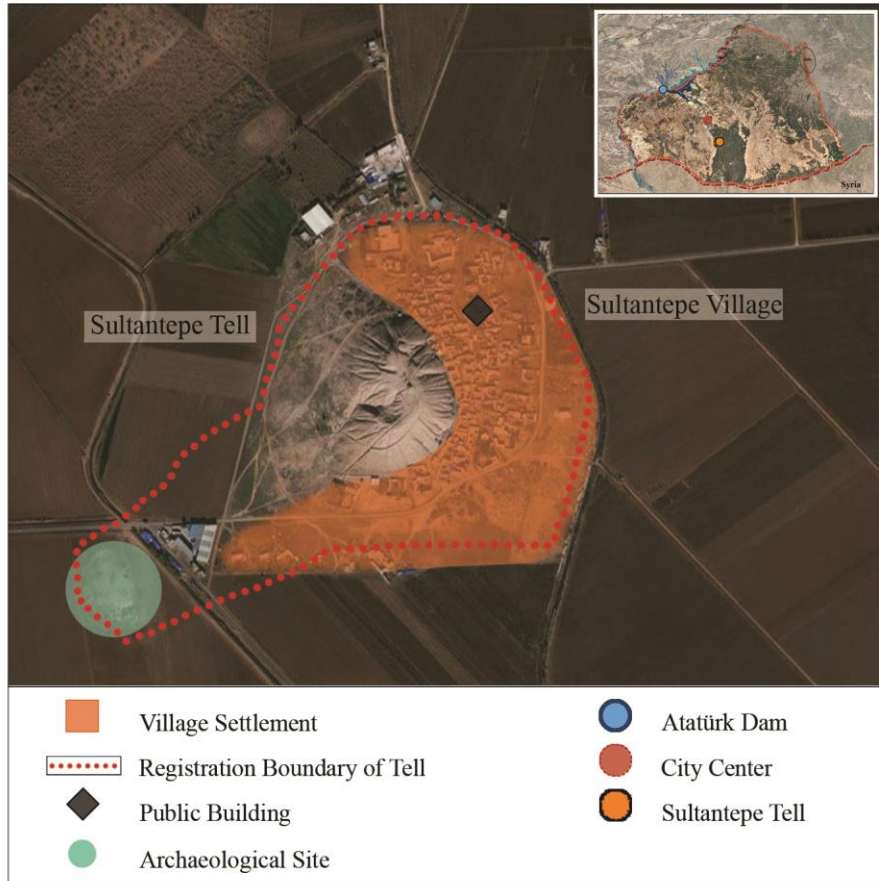 Syria
Sultantepe Tell
Sultantepe Village
Village Settlement
Registration Boundary of Tell
Public Building
Archaeological Site
Atatürk Dam
City Center
Sultantepe Tell